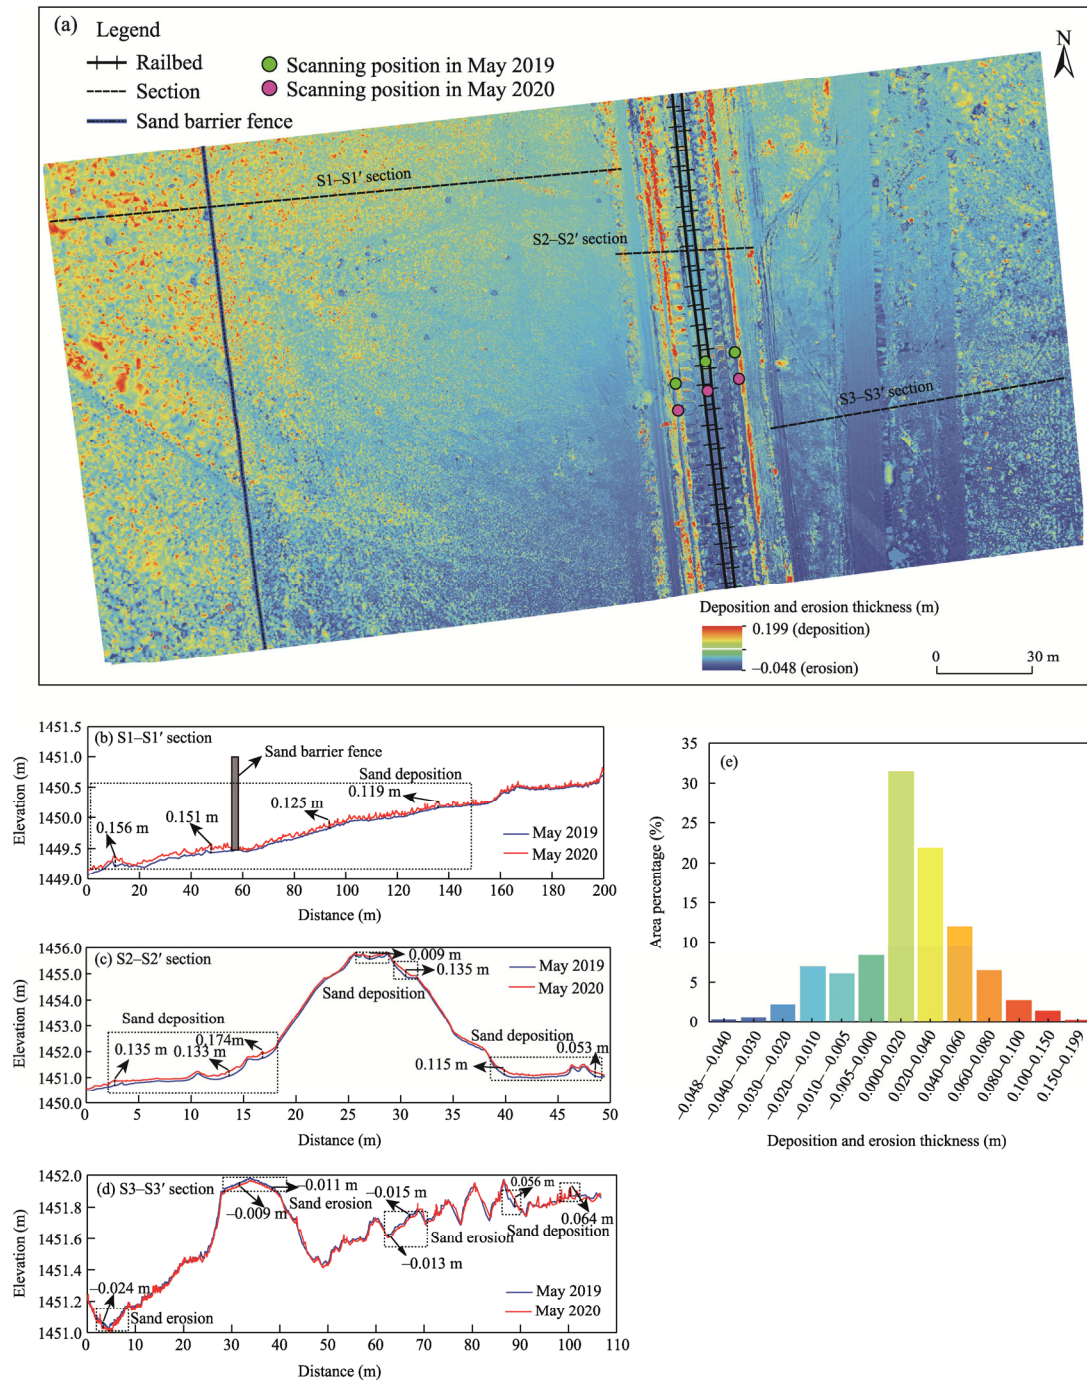 (a) Legend
Railbed
Section
Sand barrier fence
Scanning position in May 2019
Scanning position in May 2020
N
S1–S1′ section
S2–S2′ section
S3–S3′ section
Deposition and erosion thickness (m)
0.199 (deposition)
–0.048 (erosion)
0 30 m
(b) S1–S1′ section
Sand barrier fence
Sand deposition
0.156 m
0.151 m
0.125 m
0.119 m
May 2019
May 2020
Elevation (m)
1451.5
1451.0
1450.5
1450.0
1449.5
1449.0
0 20 40 60 80 100 120 140 160 180 200
Distance (m)
(c) S2–S2′ section
0.009 m
0.135 m
Sand deposition
May 2019
May 2020
Sand deposition
0.174m
0.135 m
0.133 m
Sand deposition
0.053 m
0.115 m
Elevation (m)
1456.0
1455.0
1454.0
1453.0
1452.0
1451.0
1450.0
0 5 10 15 20 25 30 35 40 45 50
Distance (m)
(d) S3–S3′ section
–0.011 m
Sand erosion
–0.009 m
–0.015 m
Sand erosion
–0.013 m
0.056 m
Sand deposition
0.064 m
–0.024 m
Sand erosion
May 2019
May 2020
Elevation (m)
1452.0
1451.8
1451.6
1451.4
1451.2
1451.0
0 10 20 30 40 50 60 70 80 90 100 110
Distance (m)
(e)
Area percentage (%)
35
30
25
20
15
10
5
0
–0.048– –0.040
–0.040– –0.030
–0.030– –0.020
–0.020– –0.010
–0.010– –0.005
–0.905–0.000
0.000–0.020
0.020–0.040
0.040–0.060
0.060–0.080
0.080–0.100
0.100–0.150
0.150–0.199
Deposition and erosion thickness (m)